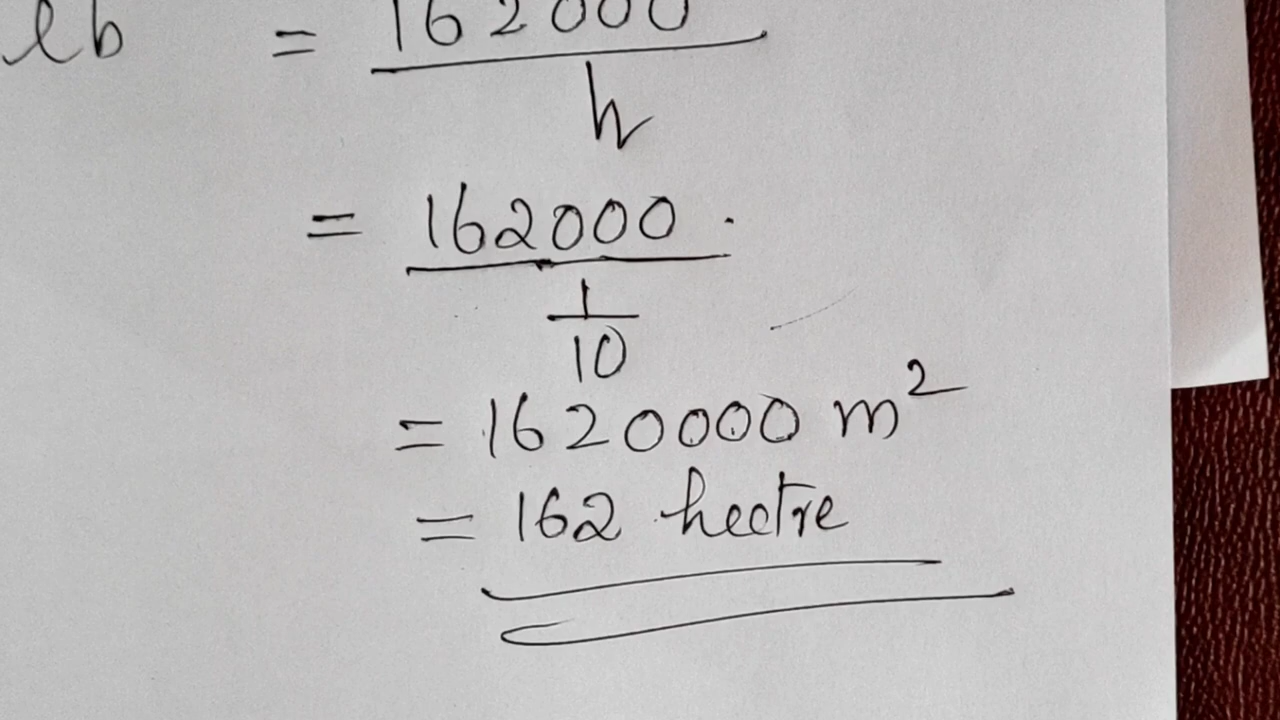 lb = 162000
h
= 162000.
1
10
= 1620000 m²
= 162 hectre